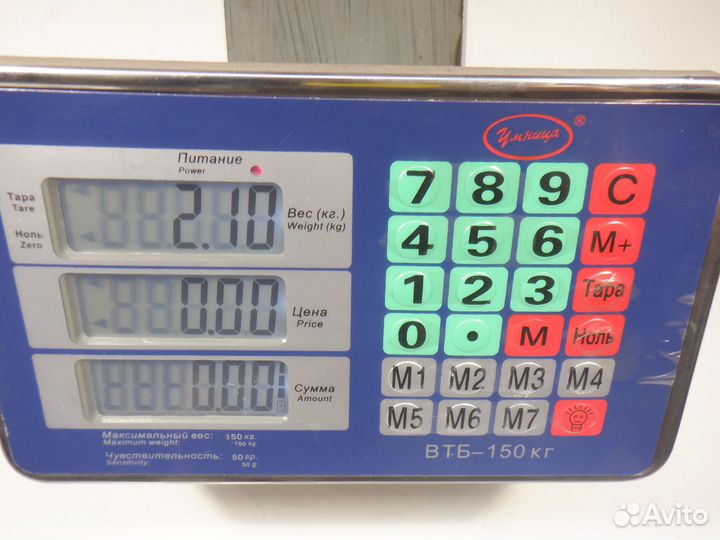 Умница ®
Питание
Power
Тара
Tare
Ноль
Zero
2.10
Вес (кг.)
Weight (kg)
0.00
Цена
Price
0.00
Сумма
Amount
Максимальный вес: 150 кг.
Maximum weight: 150 kg.
Чувствительность: 50 гр.
Sensitivity: 50 g.
7 8 9 C
4 5 6 M+
1 2 3 Тара
0 • M Ноль
M1 M2 M3 M4
M5 M6 M7
ВТБ-150 кг
Avito